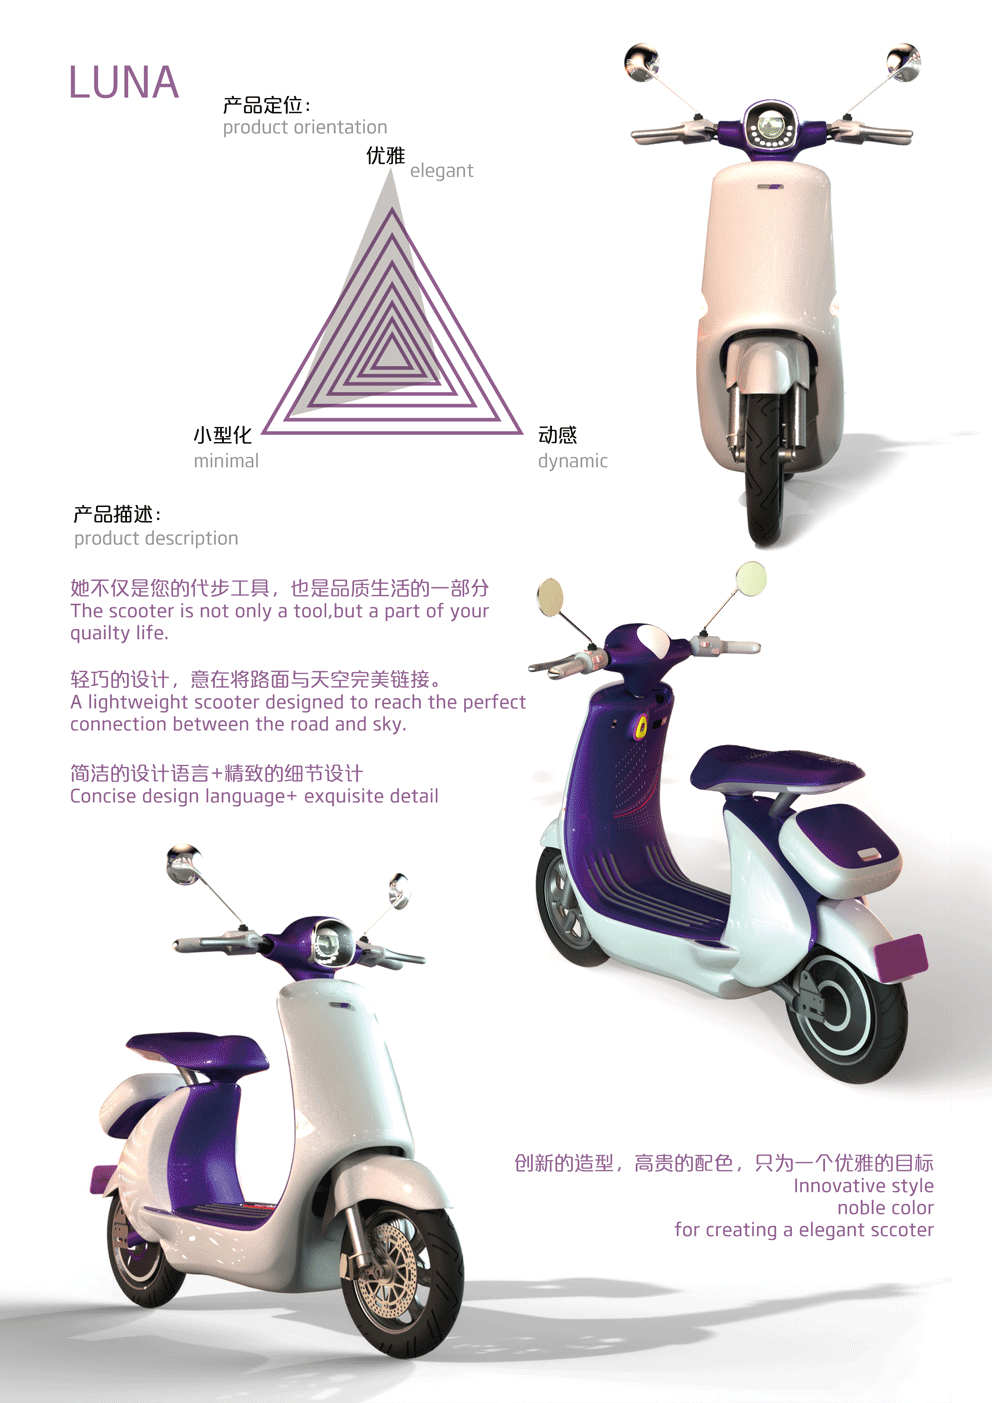 LUNA
产品定位：
product orientation
优雅
elegant
小型化
minimal
动感
dynamic
产品描述：
product description
她不仅是您的代步工具，也是品质生活的一部分
The scooter is not only a tool,but a part of your
quailty life.
轻巧的设计，意在将路面与天空完美链接。
A lightweight scooter designed to reach the perfect
connection between the road and sky.
简洁的设计语言+精致的细节设计
Concise design language+ exquisite detail
创新的造型，高贵的配色，只为一个优雅的目标
Innovative style
noble color
for creating a elegant sccoter